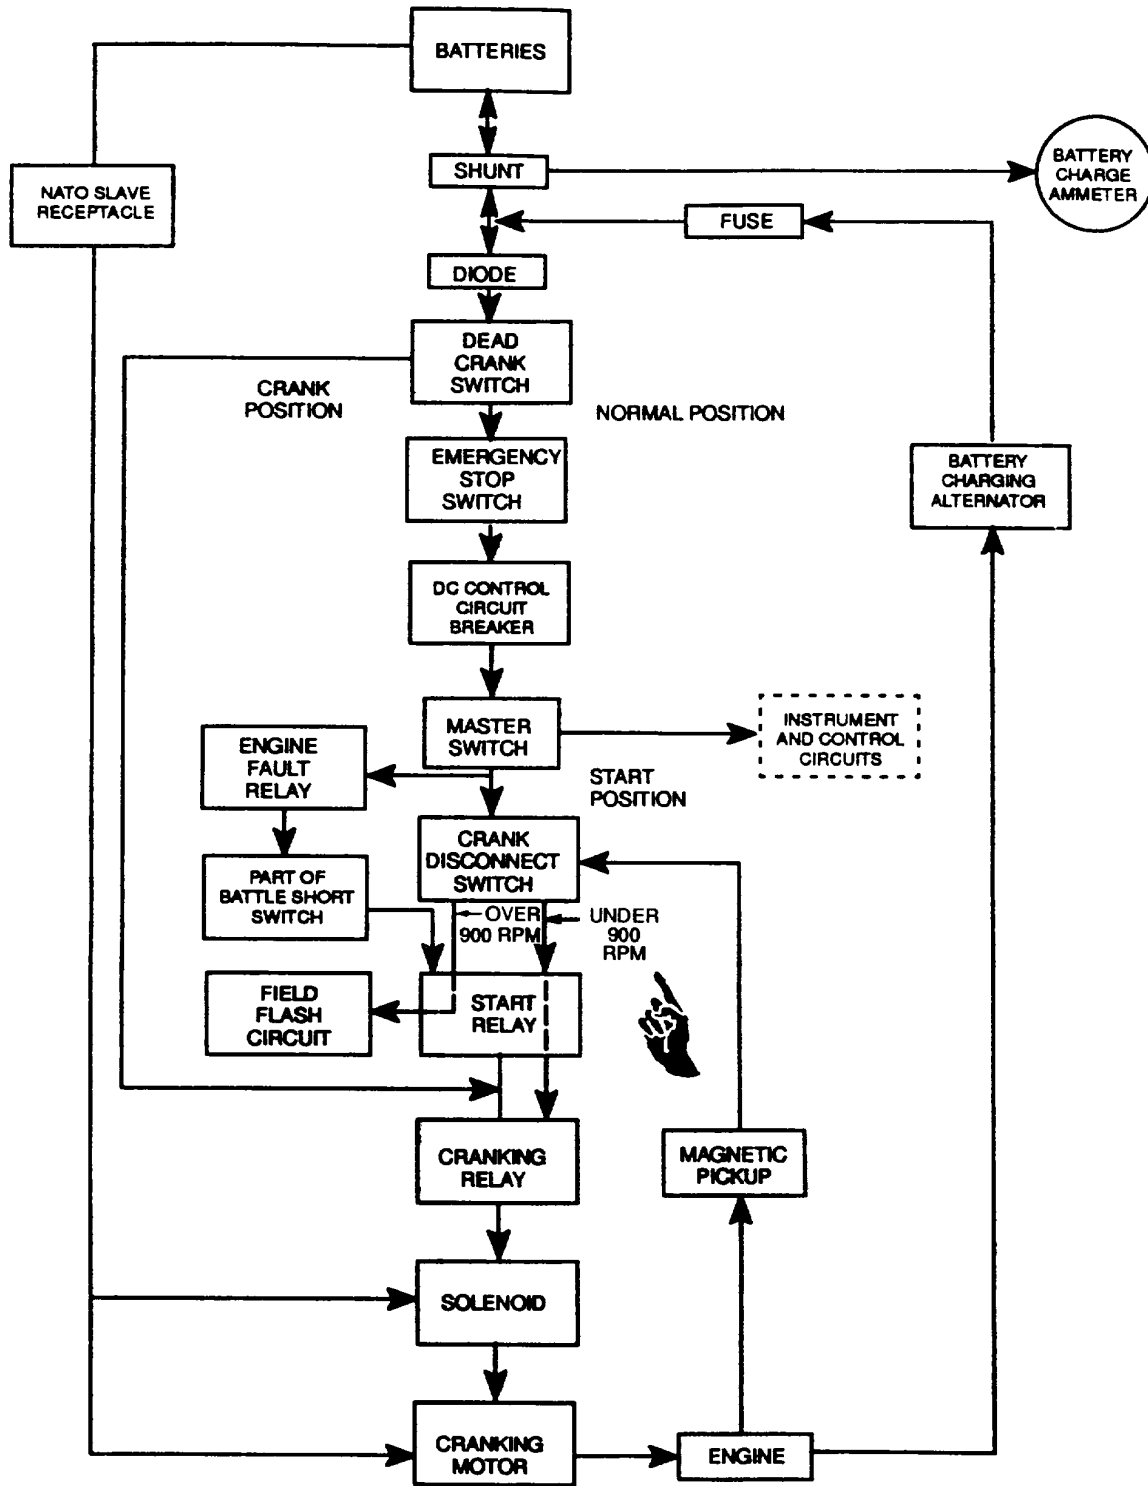 BATTERIES
SHUNT
BATTERY
CHARGE
AMMETER
NATO SLAVE
RECEPTACLE
FUSE
DIODE
DEAD
CRANK
SWITCH
CRANK
POSITION
NORMAL POSITION
EMERGENCY
STOP
SWITCH
BATTERY
CHARGING
ALTERNATOR
DC CONTROL
CIRCUIT
BREAKER
MASTER
SWITCH
INSTRUMENT
AND CONTROL
CIRCUITS
ENGINE
FAULT
RELAY
START
POSITION
CRANK
DISCONNECT
SWITCH
PART OF
BATTLE SHORT
SWITCH
OVER
900 RPM
UNDER
900
RPM
FIELD
FLASH
CIRCUIT
START
RELAY
CRANKING
RELAY
MAGNETIC
PICKUP
SOLENOID
CRANKING
MOTOR
ENGINE